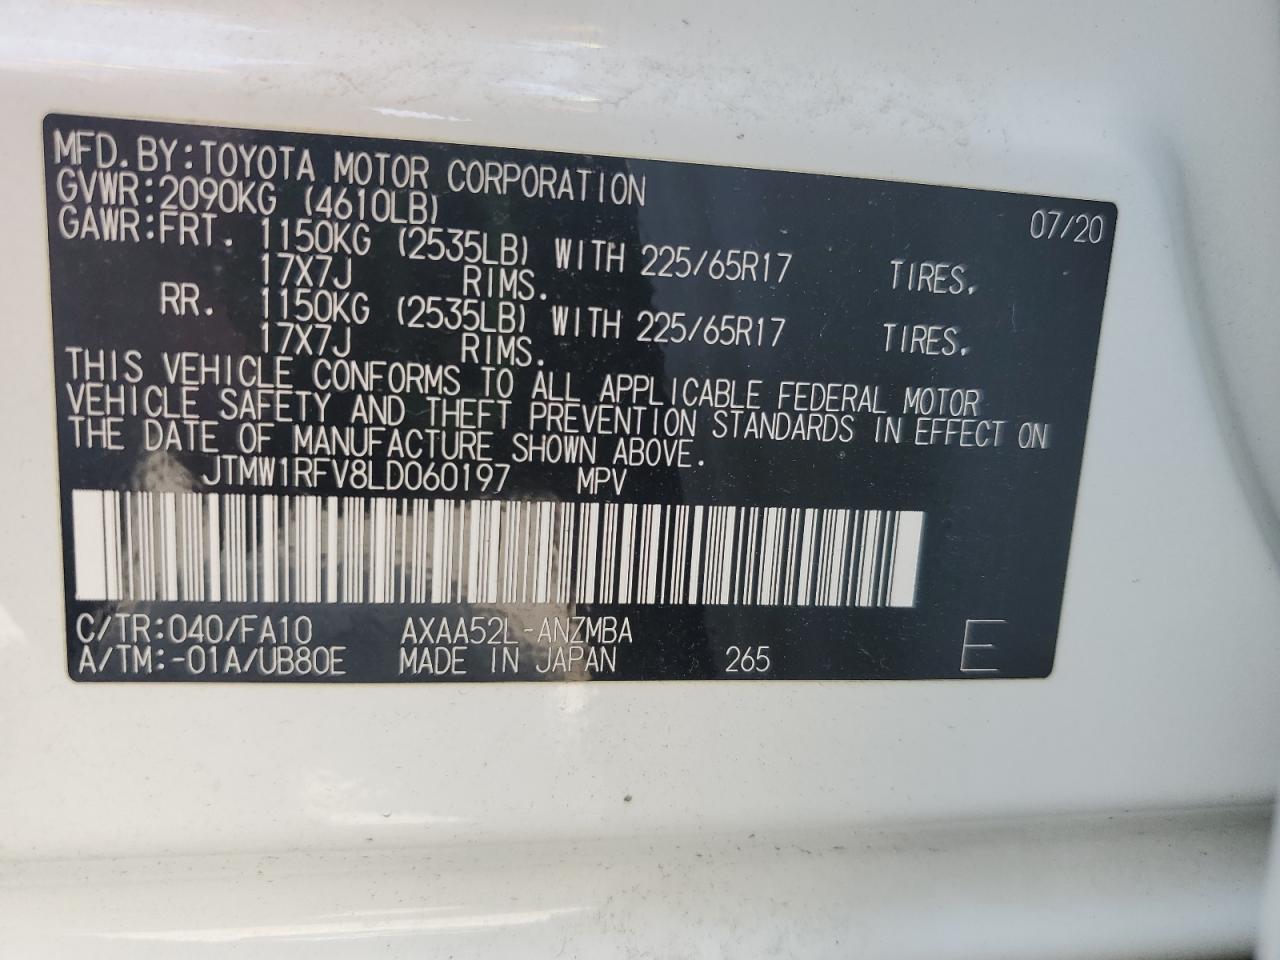 MFD.BY:TOYOTA MOTOR CORPORATION 07/20
GVWR:2090KG (4610LB)
GAWR:FRT. 1150KG (2535LB) WITH 225/65R17 TIRES.
17X7J RIMS.
RR. 1150KG (2535LB) WITH 225/65R17 TIRES.
17X7J RIMS.
THIS VEHICLE CONFORMS TO ALL APPLICABLE FEDERAL MOTOR
VEHICLE SAFETY AND THEFT PREVENTION STANDARDS IN EFFECT ON
THE DATE OF MANUFACTURE SHOWN ABOVE.
JTMW1RFV8LD060197 MPV
C/TR:040/FA10 AXAA52L-ANZMBA
A/TM:-01A/UB80E MADE IN JAPAN 265 E